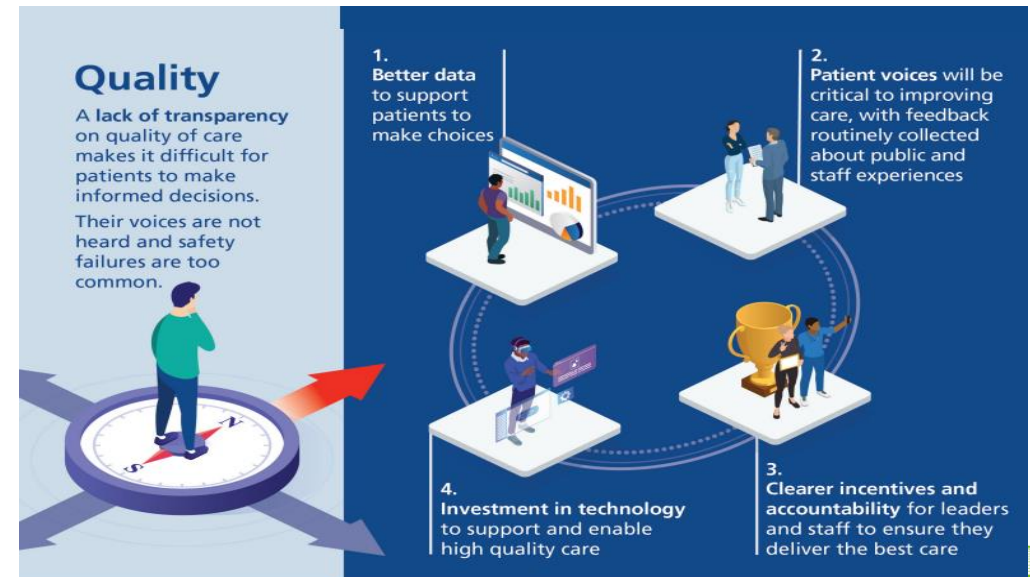 Quality
A lack of transparency
on quality of care
makes it difficult for
patients to make
informed decisions.
Their voices are not
heard and safety
failures are too
common.
N
S
1.
Better data
to support
patients to
make choices
2.
Patient voices will be
critical to improving
care, with feedback
routinely collected
about public and
staff experiences
3.
Clearer incentives and
accountability for leaders
and staff to ensure they
deliver the best care
4.
Investment in technology
to support and enable
high quality care